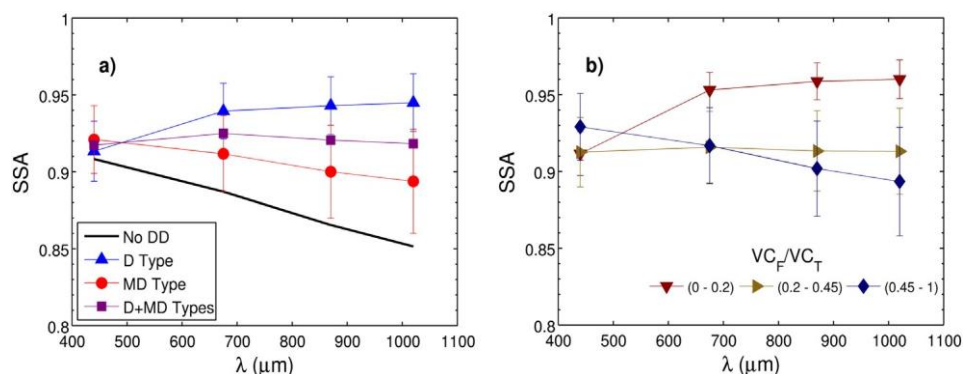 a)
SSA
1
0.95
0.9
0.85
0.8
No DD
D Type
MD Type
D+MD Types
400 500 600 700 800 900 1000 1100
λ (μm)
b)
SSA
1
0.95
0.9
0.85
0.8
VC_F/VC_T
(0 - 0.2) (0.2 - 0.45) (0.45 - 1)
400 500 600 700 800 900 1000 1100
λ (μm)